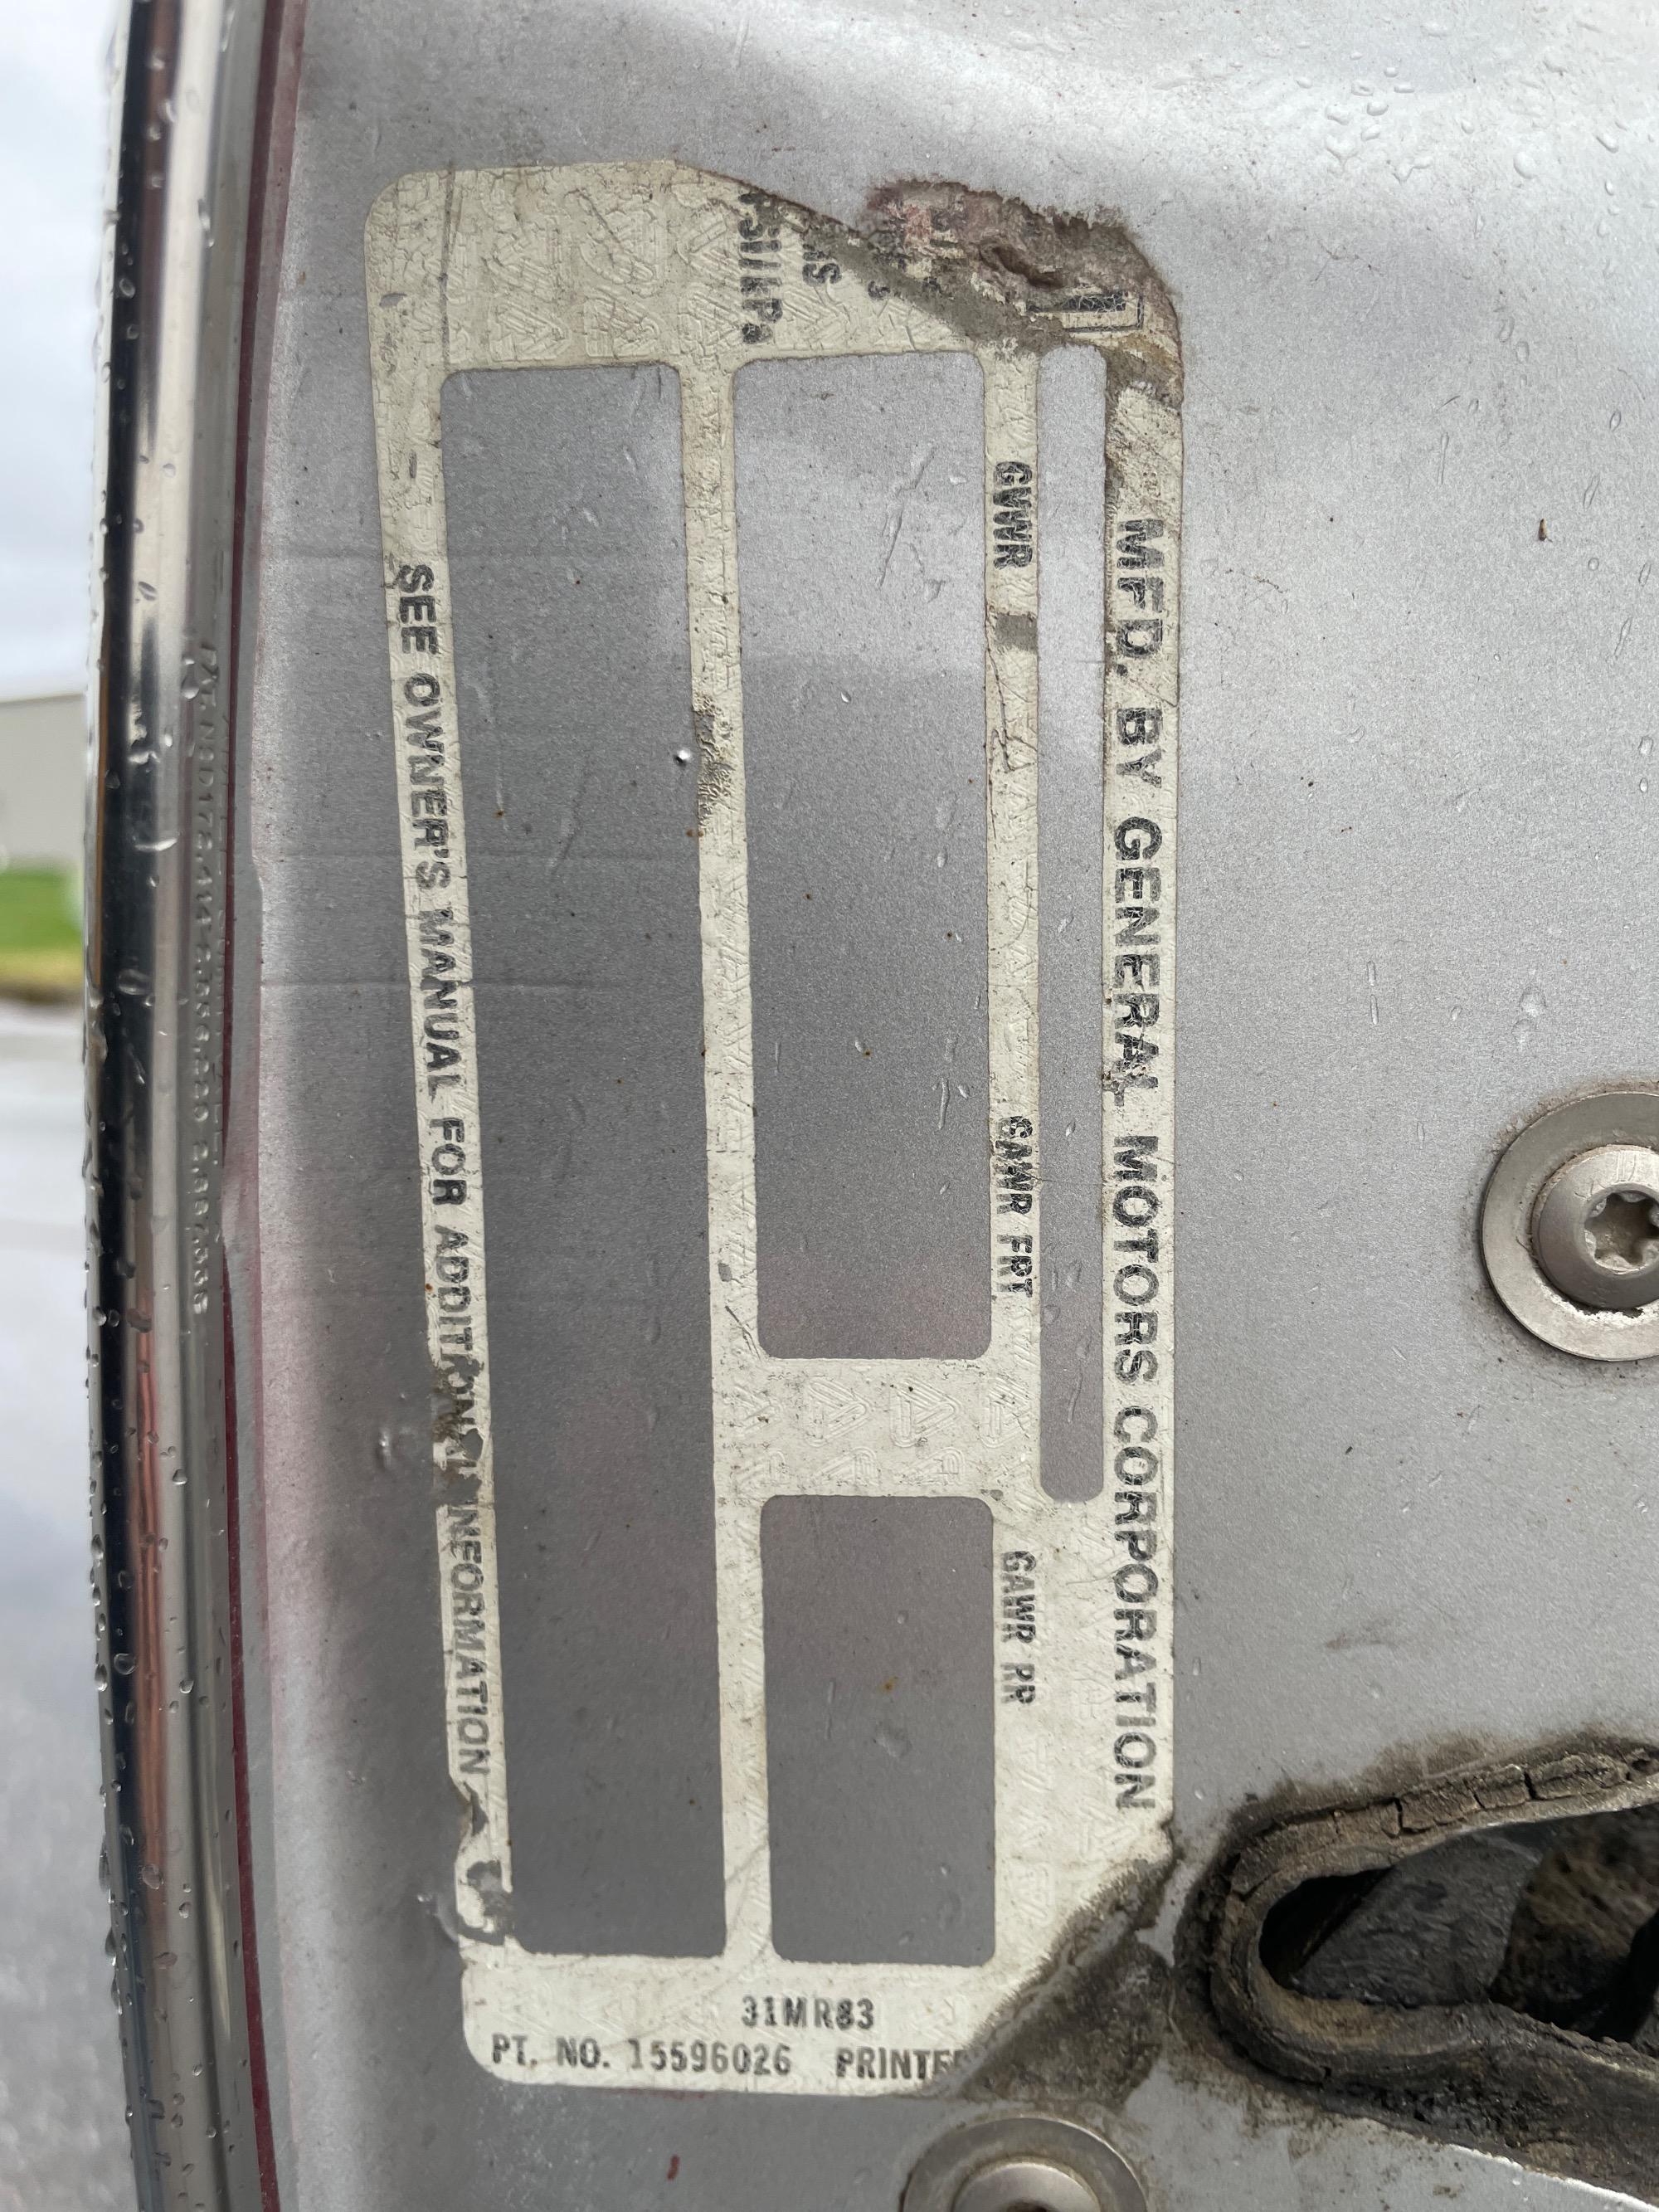 MFD. BY GENERAL MOTORS CORPORATION
GVWR GAWR FRT GAWR RR
PSI/kPa
SEE OWNER'S MANUAL FOR ADDITIONAL INFORMATION
31MR83
PT. NO. 15596026 PRINTED